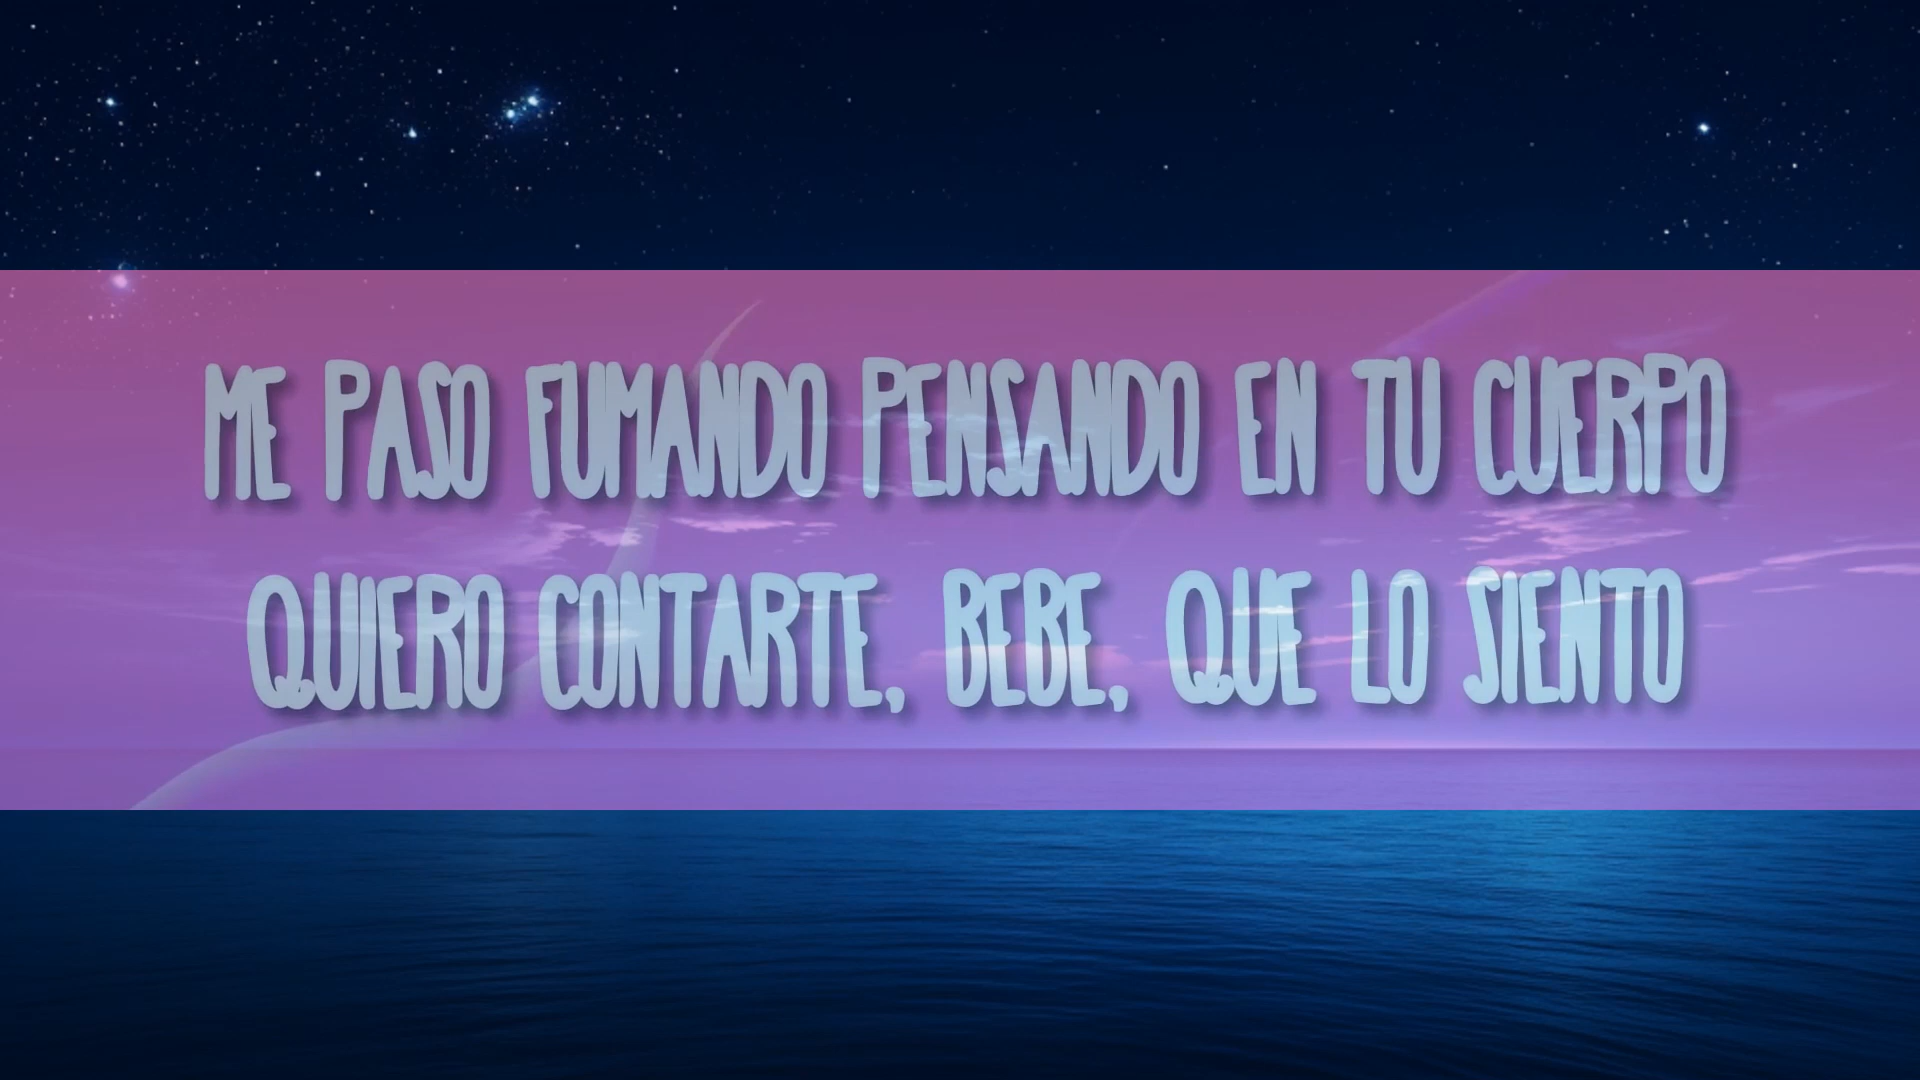 ME PASO FUMANDO PENSANDO EN TU CUERPO
QUIERO CONTARTE, BEBE, QUE LO SIENTO